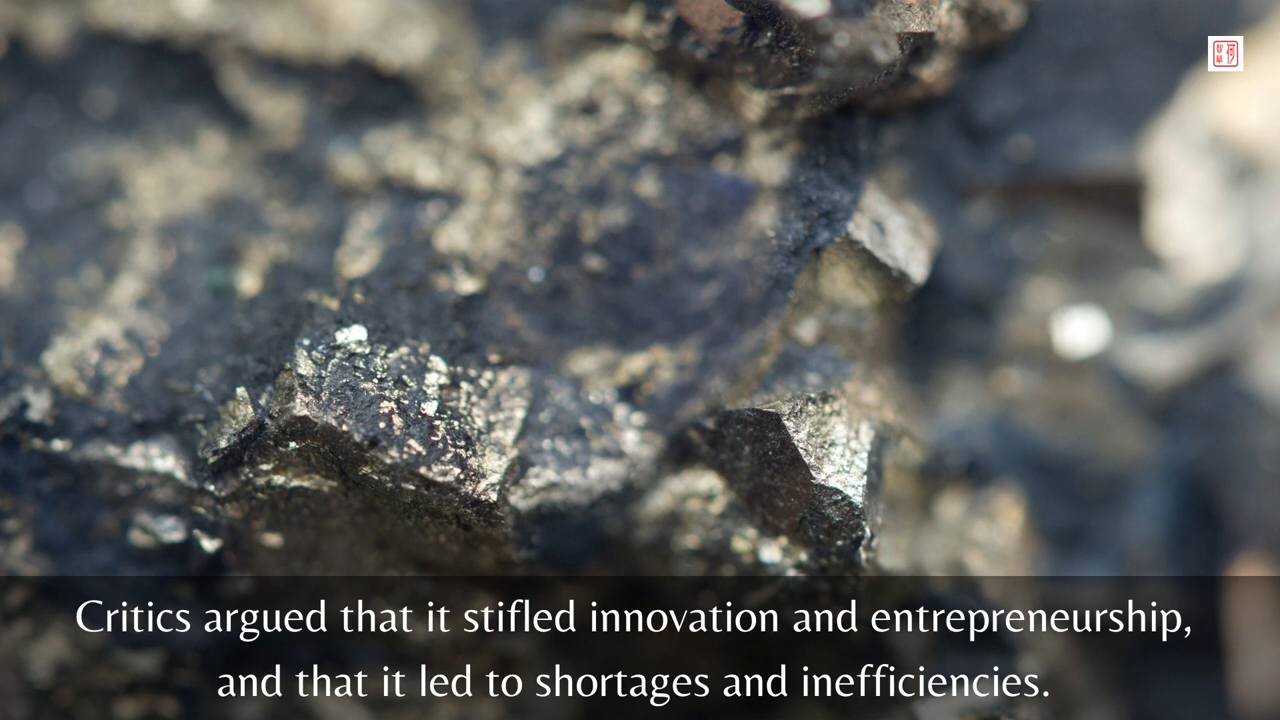 Critics argued that it stifled innovation and entrepreneurship,
and that it led to shortages and inefficiencies.